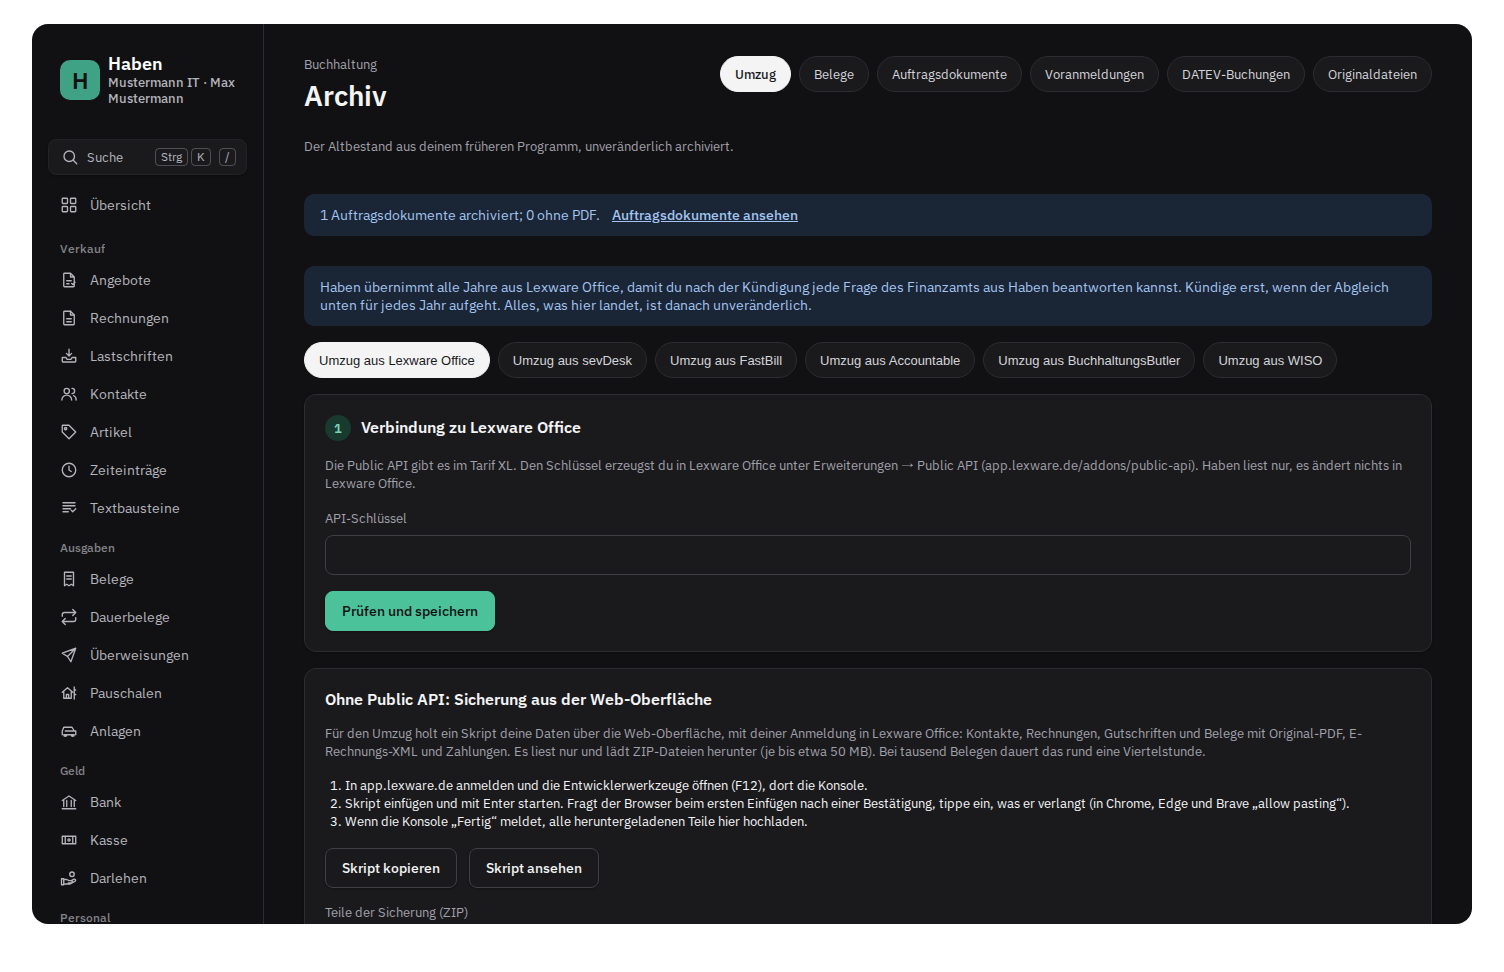 H
Haben
Mustermann IT · Max
Mustermann
Suche
Strg K /
Übersicht
Verkauf
Angebote
Rechnungen
Lastschriften
Kontakte
Artikel
Zeiteinträge
Textbausteine
Ausgaben
Belege
Dauerbelege
Überweisungen
Pauschalen
Anlagen
Geld
Bank
Kasse
Darlehen
Personal
Buchhaltung
Archiv
Umzug
Belege
Auftragsdokumente
Voranmeldungen
DATEV-Buchungen
Originaldateien
Der Altbestand aus deinem früheren Programm, unveränderlich archiviert.
1 Auftragsdokumente archiviert; 0 ohne PDF. Auftragsdokumente ansehen
Haben übernimmt alle Jahre aus Lexware Office, damit du nach der Kündigung jede Frage des Finanzamts aus Haben beantworten kannst. Kündige erst, wenn der Abgleich
unten für jedes Jahr aufgeht. Alles, was hier landet, ist danach unveränderlich.
Umzug aus Lexware Office
Umzug aus sevDesk
Umzug aus FastBill
Umzug aus Accountable
Umzug aus BuchhaltungsButler
Umzug aus WISO
1 Verbindung zu Lexware Office
Die Public API gibt es im Tarif XL. Den Schlüssel erzeugst du in Lexware Office unter Erweiterungen → Public API (app.lexware.de/addons/public-api). Haben liest nur, es ändert nichts in
Lexware Office.
API-Schlüssel
Prüfen und speichern
Ohne Public API: Sicherung aus der Web-Oberfläche
Für den Umzug holt ein Skript deine Daten über die Web-Oberfläche, mit deiner Anmeldung in Lexware Office: Kontakte, Rechnungen, Gutschriften und Belege mit Original-PDF, E-
Rechnungs-XML und Zahlungen. Es liest nur und lädt ZIP-Dateien herunter (je bis etwa 50 MB). Bei tausend Belegen dauert das rund eine Viertelstunde.
1. In app.lexware.de anmelden und die Entwicklerwerkzeuge öffnen (F12), dort die Konsole.
2. Skript einfügen und mit Enter starten. Fragt der Browser beim ersten Einfügen nach einer Bestätigung, tippe ein, was er verlangt (in Chrome, Edge und Brave „allow pasting“).
3. Wenn die Konsole „Fertig“ meldet, alle heruntergeladenen Teile hier hochladen.
Skript kopieren
Skript ansehen
Teile der Sicherung (ZIP)